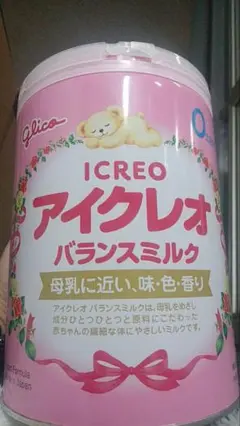 glico
0
ICREO
アイクレオ
バランスミルク
母乳に近い、味・色・香り
アイクレオ バランスミルクは、母乳をめざし
成分ひとつひとつと原料にこだわった
赤ちゃんの繊細な体にやさしいミルクです。
Formula
Japan